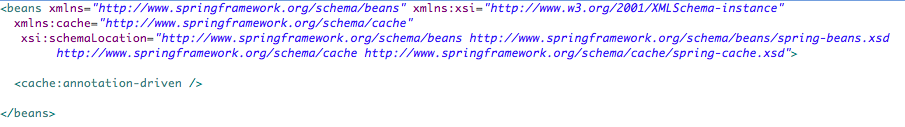 <beans xmlns="http://www.springframework.org/schema/beans" xmlns:xsi="http://www.w3.org/2001/XMLSchema-instance"
xmlns:cache="http://www.springframework.org/schema/cache"
xsi:schemaLocation="http://www.springframework.org/schema/beans http://www.springframework.org/schema/beans/spring-beans.xsd
http://www.springframework.org/schema/cache http://www.springframework.org/schema/cache/spring-cache.xsd">
<cache:annotation-driven />
</beans>